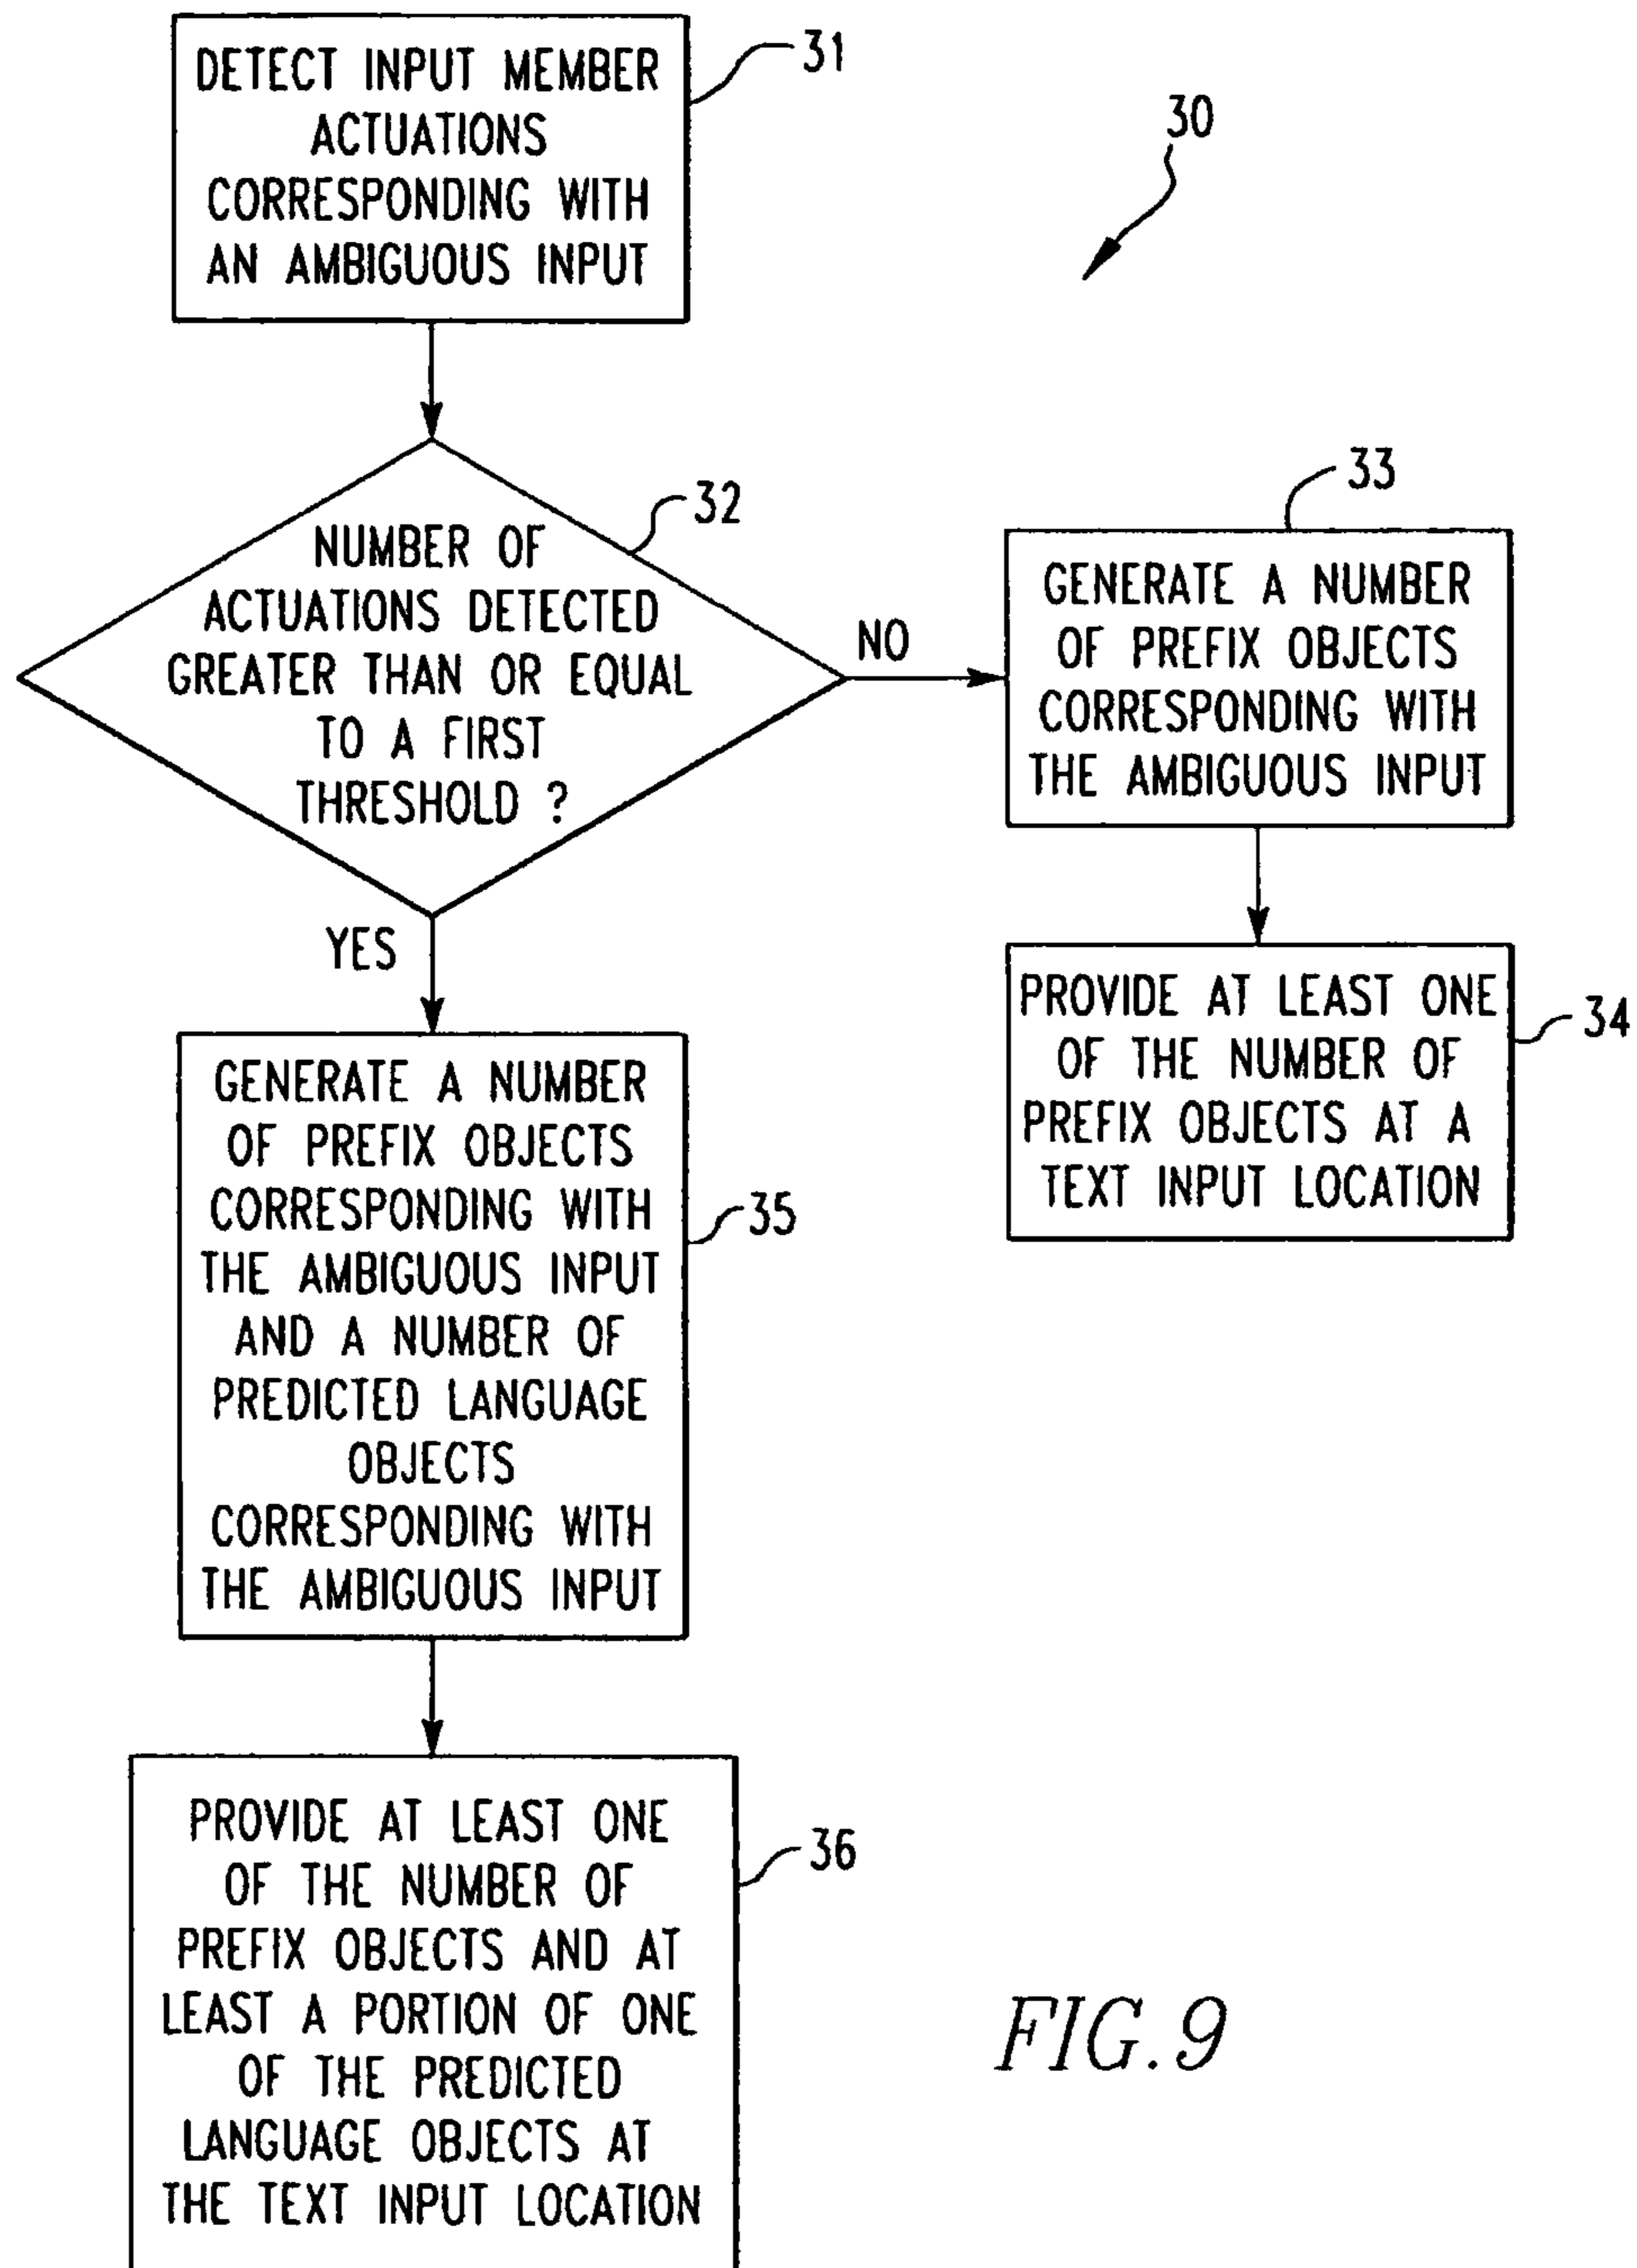 DETECT INPUT MEMBER
ACTUATIONS
CORRESPONDING WITH
AN AMBIGUOUS INPUT
31
30
NUMBER OF
ACTUATIONS DETECTED
GREATER THAN OR EQUAL
TO A FIRST
THRESHOLD ?
32
NO
33
GENERATE A NUMBER
OF PREFIX OBJECTS
CORRESPONDING WITH
THE AMBIGUOUS INPUT
PROVIDE AT LEAST ONE
OF THE NUMBER OF
PREFIX OBJECTS AT A
TEXT INPUT LOCATION
34
YES
GENERATE A NUMBER
OF PREFIX OBJECTS
CORRESPONDING WITH
THE AMBIGUOUS INPUT
AND A NUMBER OF
PREDICTED LANGUAGE
OBJECTS
CORRESPONDING WITH
THE AMBIGUOUS INPUT
35
PROVIDE AT LEAST ONE
OF THE NUMBER OF
PREFIX OBJECTS AND AT
LEAST A PORTION OF ONE
OF THE PREDICTED
LANGUAGE OBJECTS AT
THE TEXT INPUT LOCATION
36
FIG.9